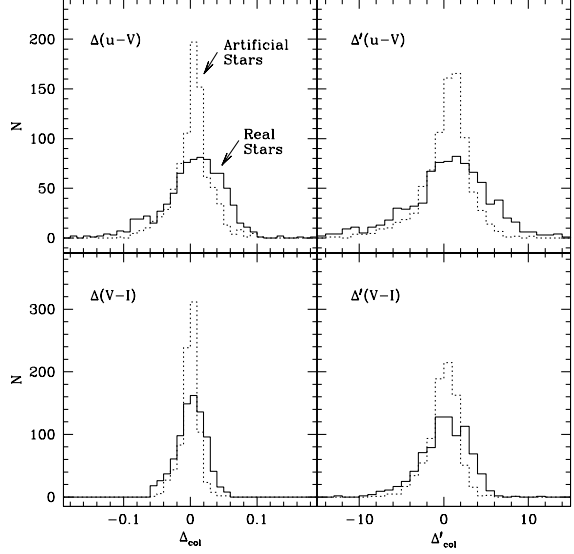 Δ(u−V)
Artificial
Stars
Real
Stars
Δ′(u−V)
N
200
150
100
50
0
Δ(V−I)
Δ′(V−I)
N
300
200
100
0
−0.1
0
0.1
−10
0
10
Δcol
Δ′col